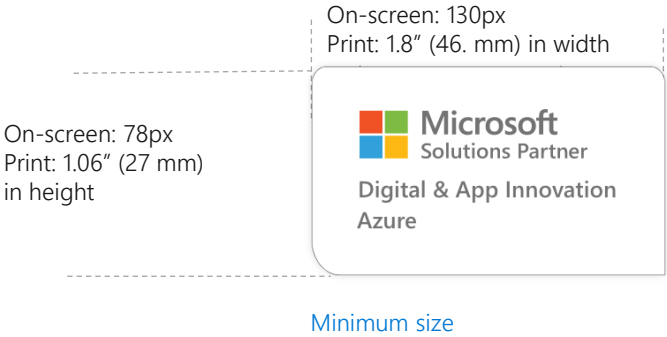 On-screen: 130px
Print: 1.8” (46. mm) in width
On-screen: 78px
Print: 1.06” (27 mm)
in height
Microsoft
Solutions Partner
Digital & App Innovation
Azure
Minimum size